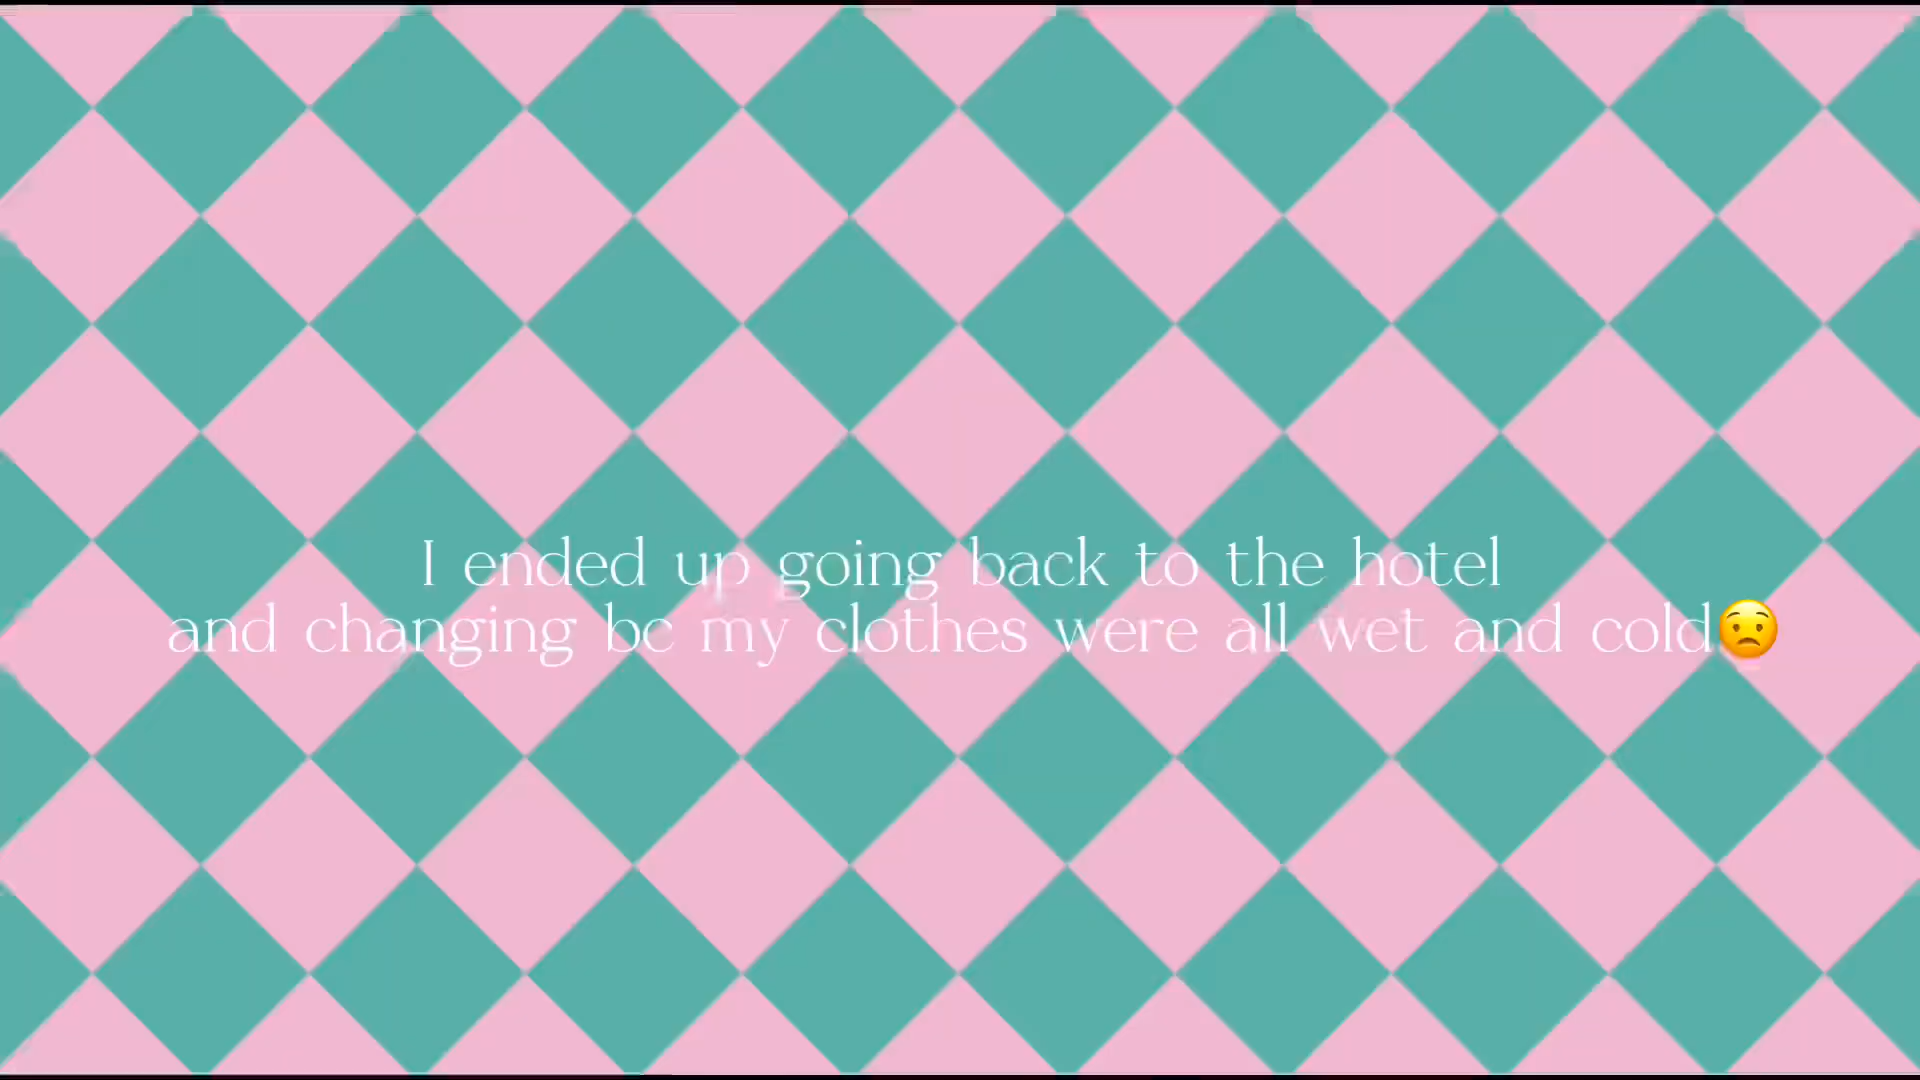 I ended up going back to the hotel
and changing bc my clothes were all wet and cold😟